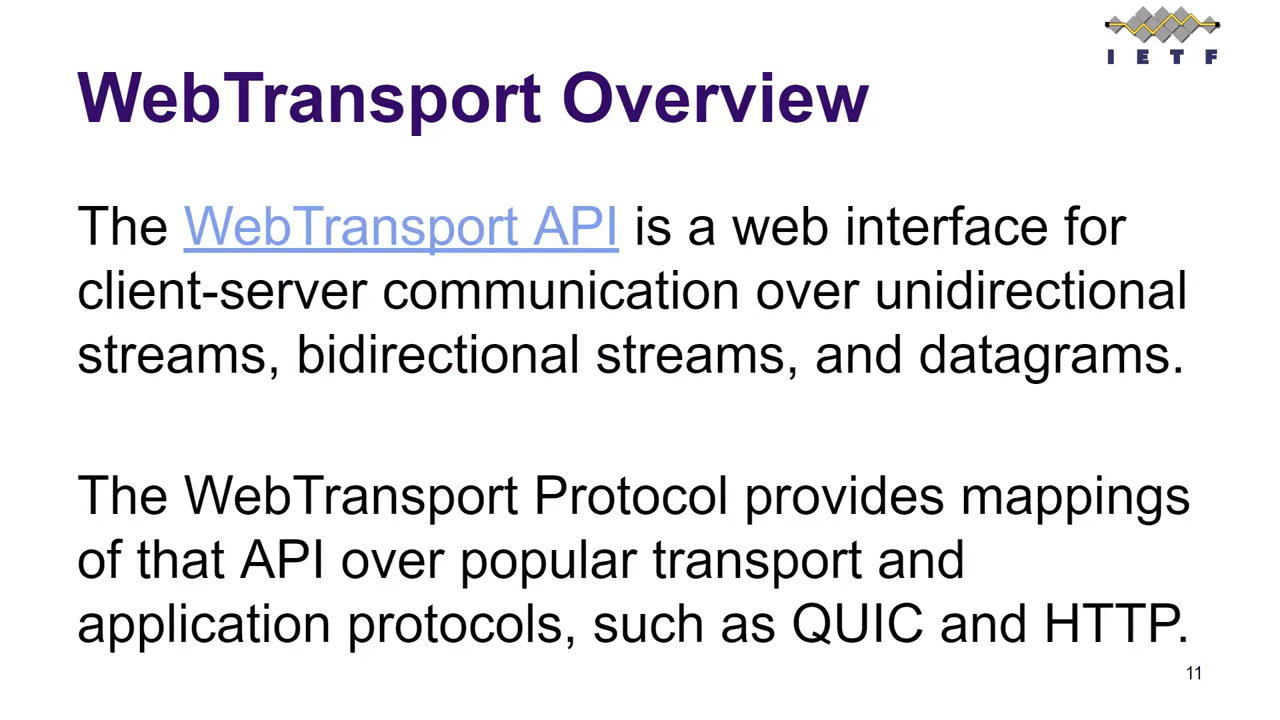 IETF
WebTransport Overview
The WebTransport API is a web interface for
client-server communication over unidirectional
streams, bidirectional streams, and datagrams.
The WebTransport Protocol provides mappings
of that API over popular transport and
application protocols, such as QUIC and HTTP.
11